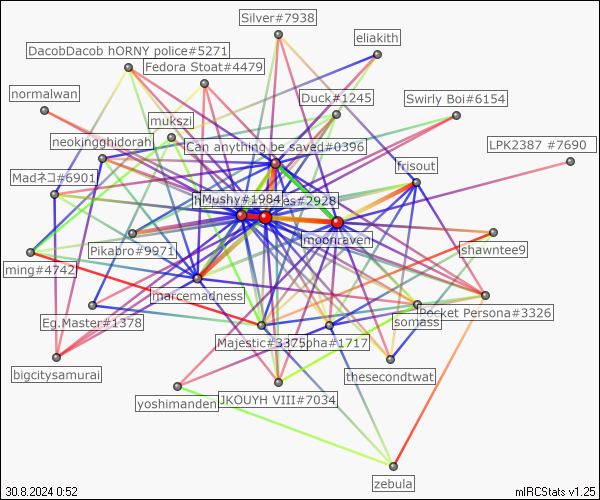 Silver#7938
eliakith
DacobDacob hORNY police#5271
Fedora Stoat#4479
normalwan
Duck#1245
Swirly Boi#6154
mukszi
neokingghidorah
Can anything be saved#0396
LPK2387 #7690
frisout
Madネコ#6901
Mushy#1984
es#2928
moonraven
Pikabro#9971
shawntee9
ming#4742
marcemadness
Pocket Persona#3326
somass
Eg.Master#1378
Majestic#3375
pha#1717
bigcitysamurai
thesecondtwat
JKOUYH VIII#7034
yoshimanden
zebula
30.8.2024 0:52
mIRCStats v1.25